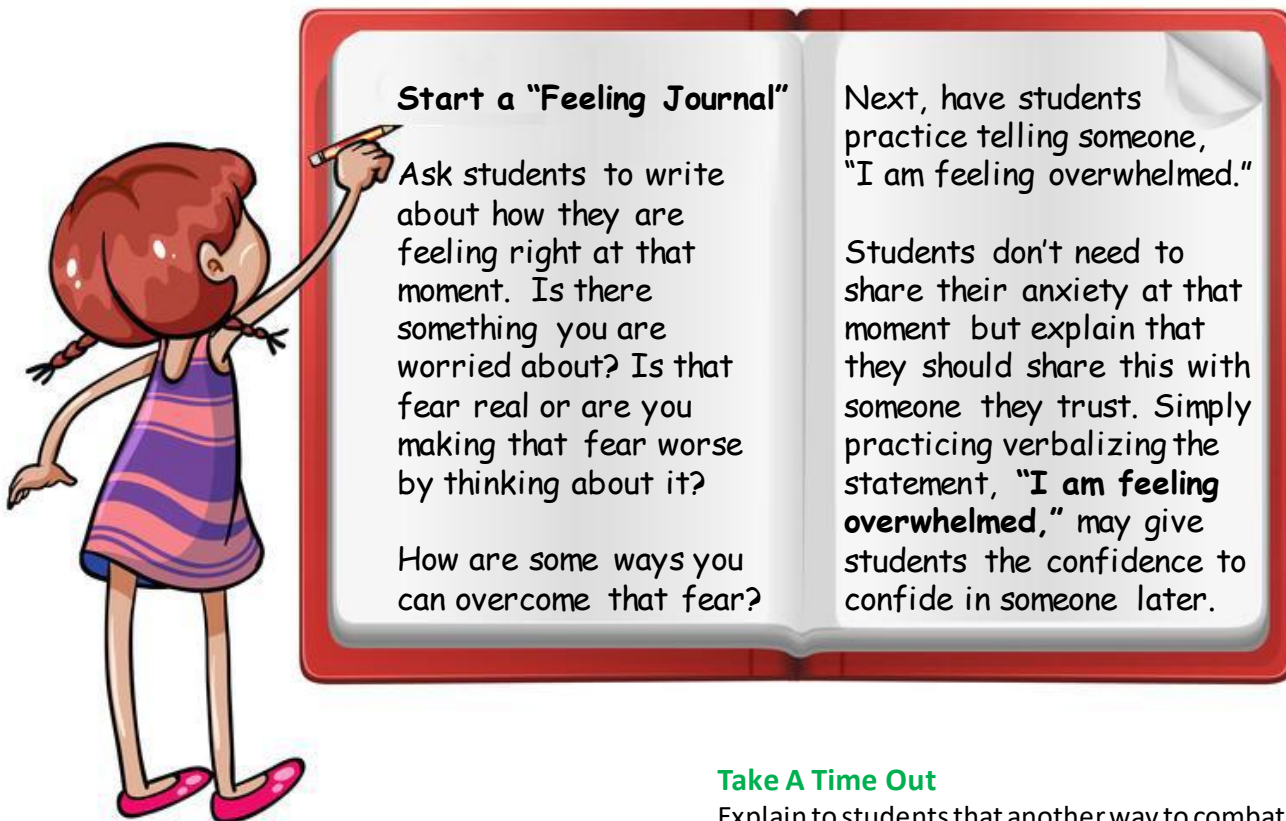 Start a “Feeling Journal”
Ask students to write
about how they are
feeling right at that
moment. Is there
something you are
worried about? Is that
fear real or are you
making that fear worse
by thinking about it?
How are some ways you
can overcome that fear?
Next, have students
practice telling someone,
“I am feeling overwhelmed.”
Students don’t need to
share their anxiety at that
moment but explain that
they should share this with
someone they trust. Simply
practicing verbalizing the
statement, “I am feeling
overwhelmed,” may give
students the confidence to
confide in someone later.
Take A Time Out
Explain to students that another way to combat